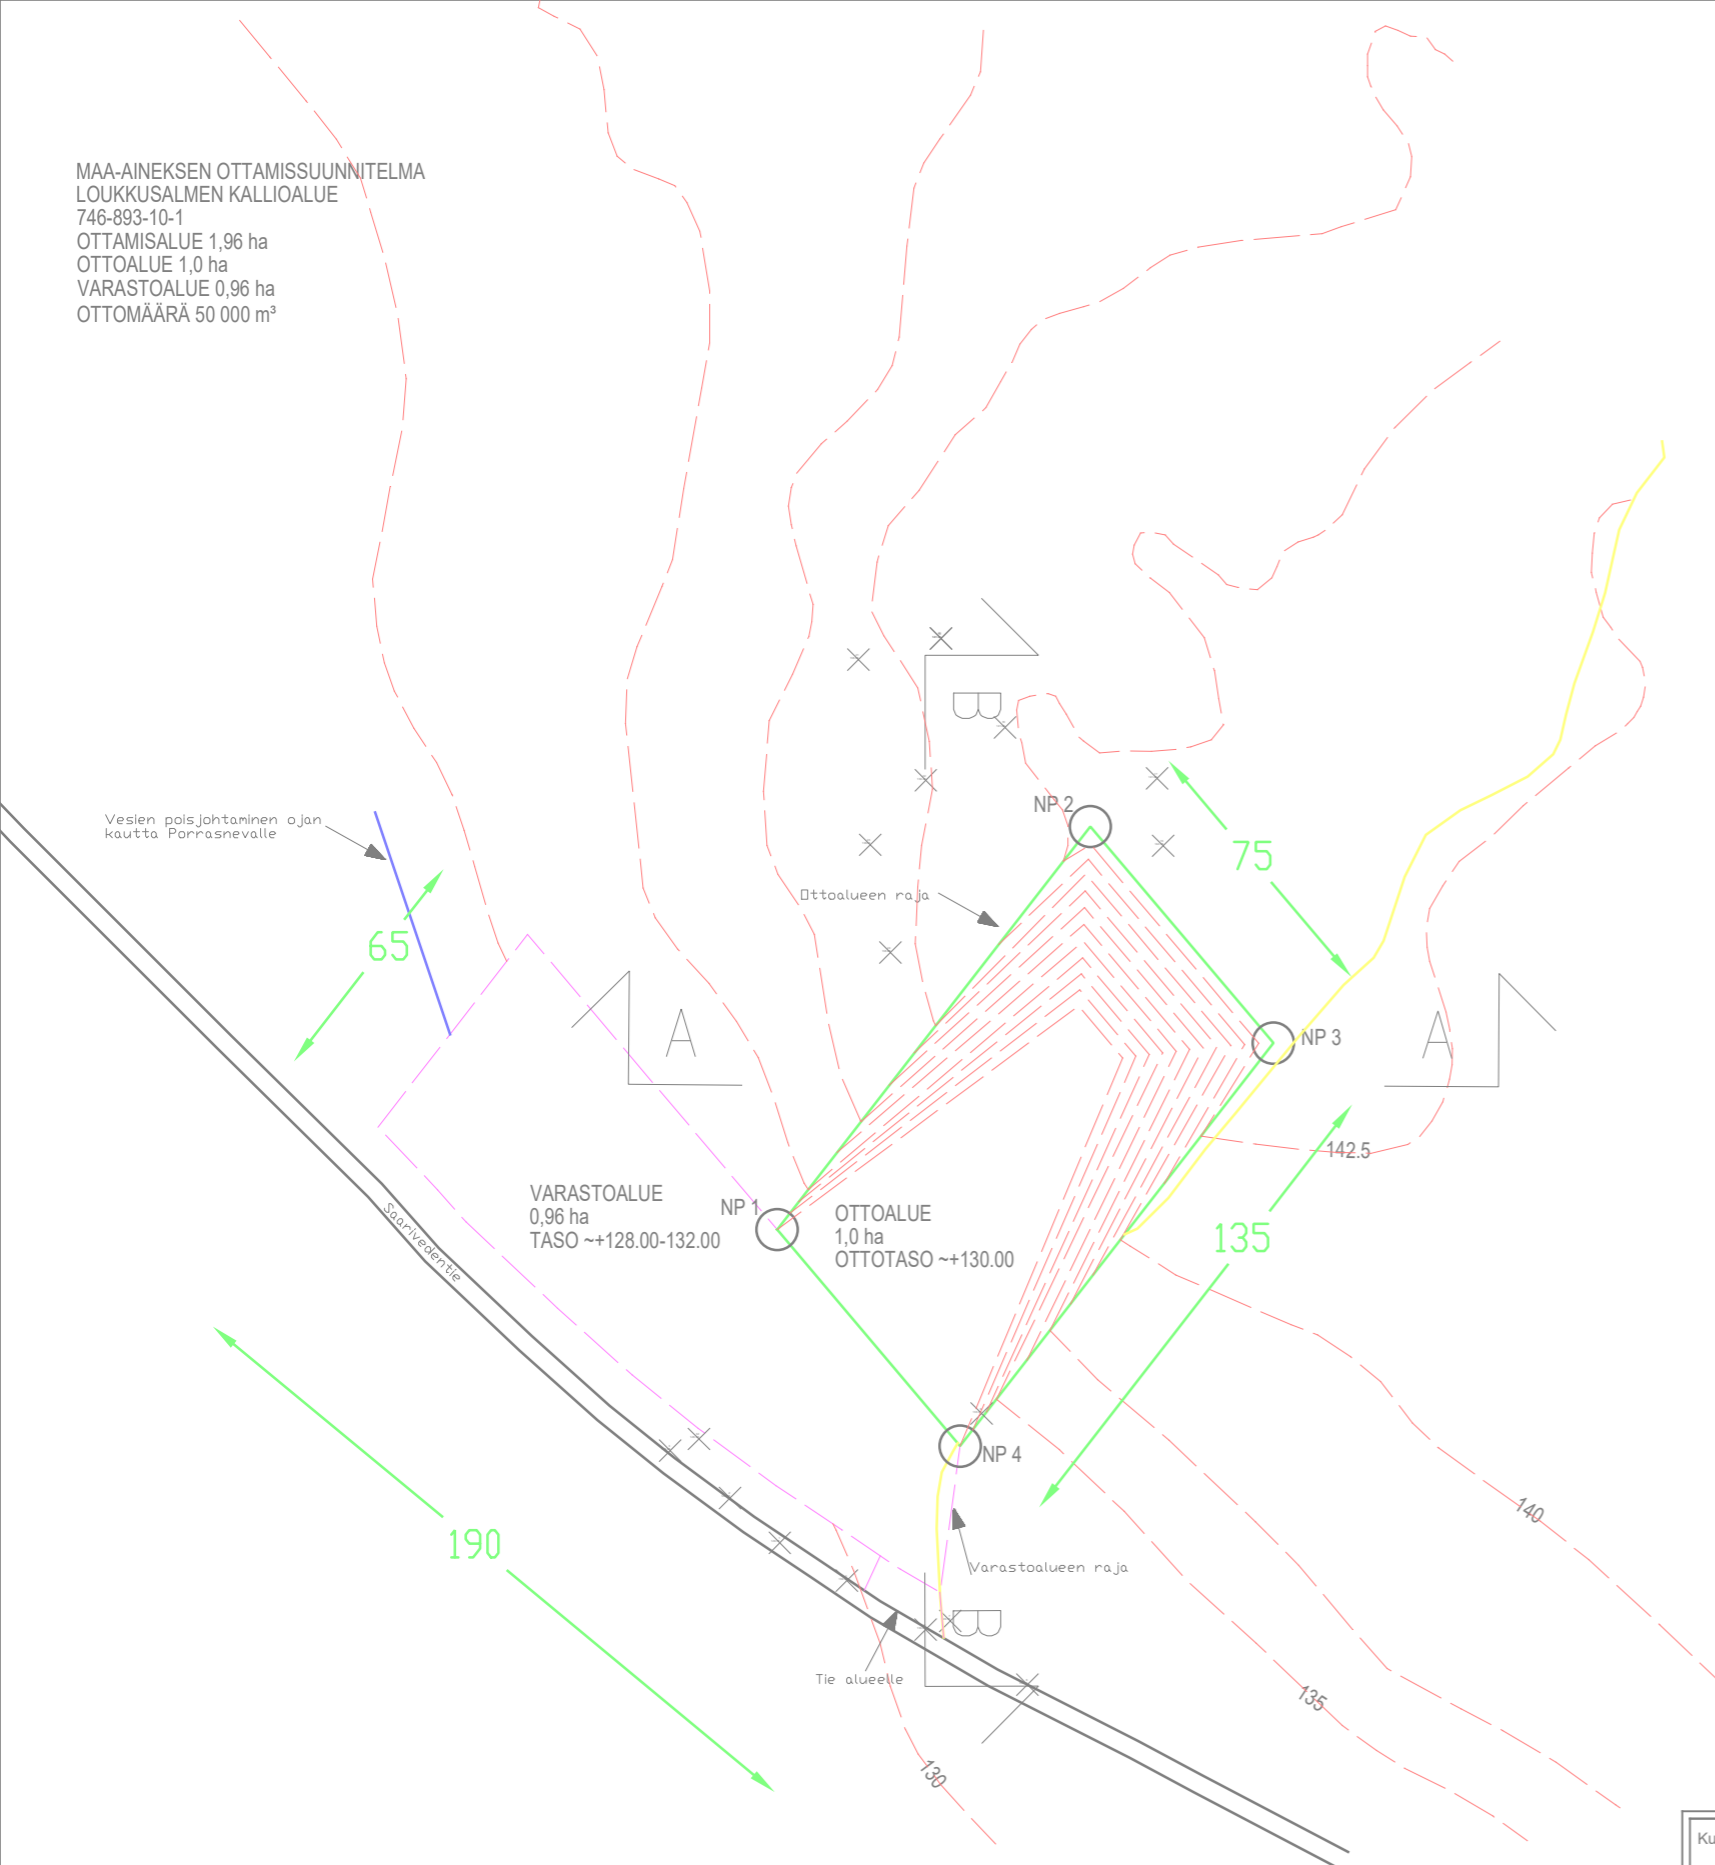 MAA-AINEKSEN OTTAMISSUUNNITELMA
LOUKKUSALMEN KALLIOALUE
746-893-10-1
OTTAMISALUE 1,96 ha
OTTOALUE 1,0 ha
VARASTOALUE 0,96 ha
OTTOMÄÄRÄ 50 000 m³
B
NP 2
Vesien poisjohtaminen ojan
kautta Porrasnevalle
75
Ottoalueen raja
65
A
A
NP 3
142.5
VARASTOALUE
0,96 ha
TASO ~+128.00-132.00
NP 1
OTTOALUE
1,0 ha
OTTOTASO ~+130.00
135
Saarivedentie
NP 4
140
190
Varastoalueen raja
B
Tie alueelle
135
130
Ku